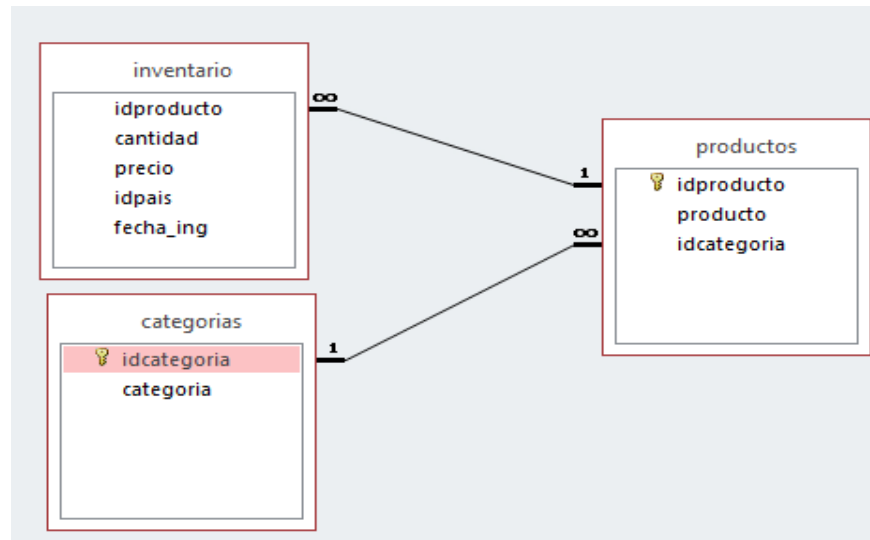 inventario
idproducto
cantidad
precio
idpais
fecha_ing
∞
1
productos
idproducto
producto
idcategoria
∞
categorias
idcategoria
categoria
1